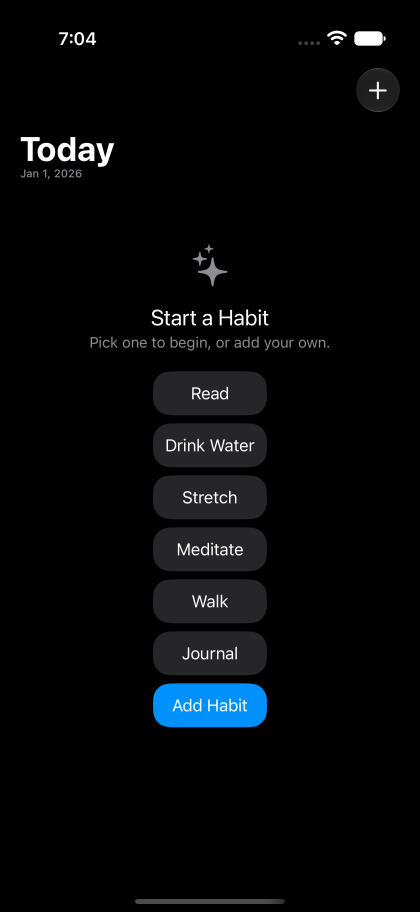 7:04
Today
Jan 1, 2026
Start a Habit
Pick one to begin, or add your own.
Read
Drink Water
Stretch
Meditate
Walk
Journal
Add Habit